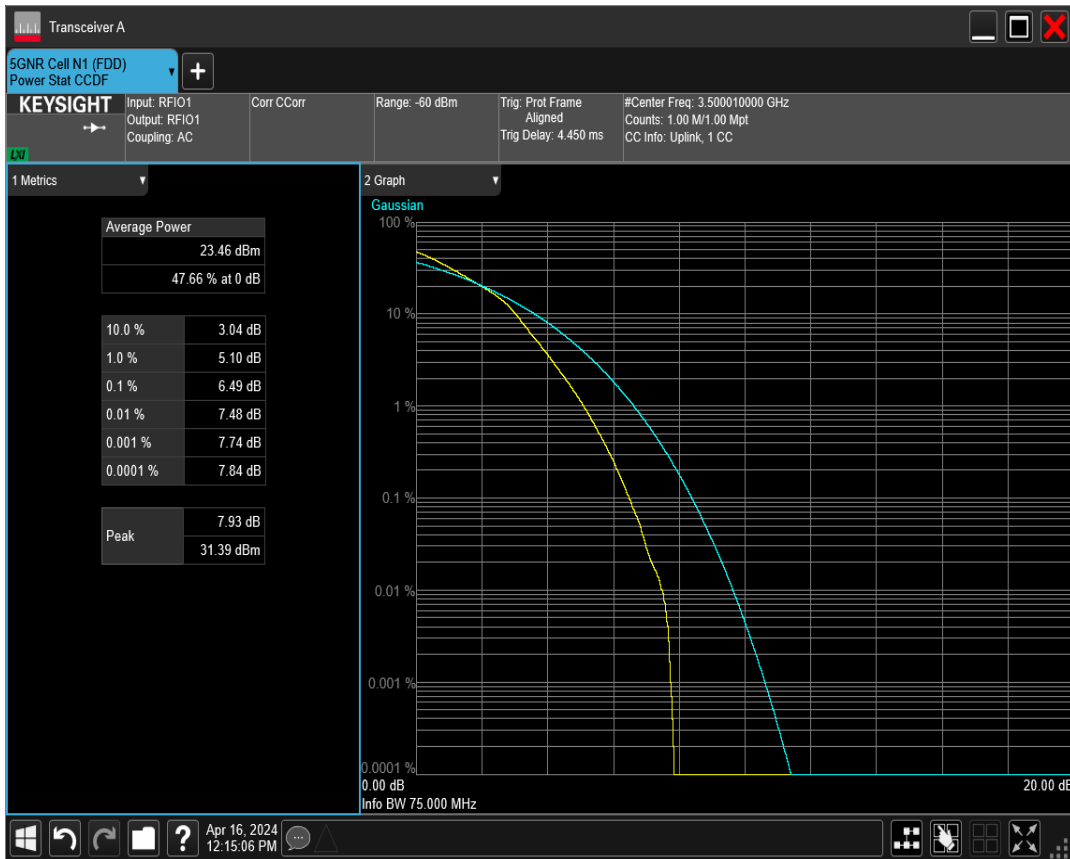 Transceiver A
5GNR Cell N1 (FDD)
Power Stat CCDF
+
KEYSIGHT
LXI
Input: RFIO1
Output: RFIO1
Coupling: AC
Corr CCorr
Range: -60 dBm
Trig: Prot Frame
Aligned
Trig Delay: 4.450 ms
#Center Freq: 3.500010000 GHz
Counts: 1.00 M/1.00 Mpt
CC Info: Uplink, 1 CC
1 Metrics
Average Power
23.46 dBm
47.66 % at 0 dB
10.0 % 3.04 dB
1.0 % 5.10 dB
0.1 % 6.49 dB
0.01 % 7.48 dB
0.001 % 7.74 dB
0.0001 % 7.84 dB
Peak
7.93 dB
31.39 dBm
2 Graph
Gaussian
100 %
10 %
1 %
0.1 %
0.01 %
0.001 %
0.0001 %
0.00 dB 20.00 dB
Info BW 75.000 MHz
?
Apr 16, 2024
12:15:06 PM